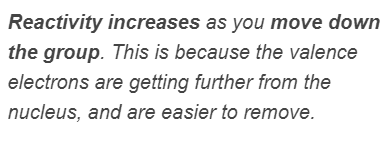 Reactivity increases as you move down
the group. This is because the valence
electrons are getting further from the
nucleus, and are easier to remove.